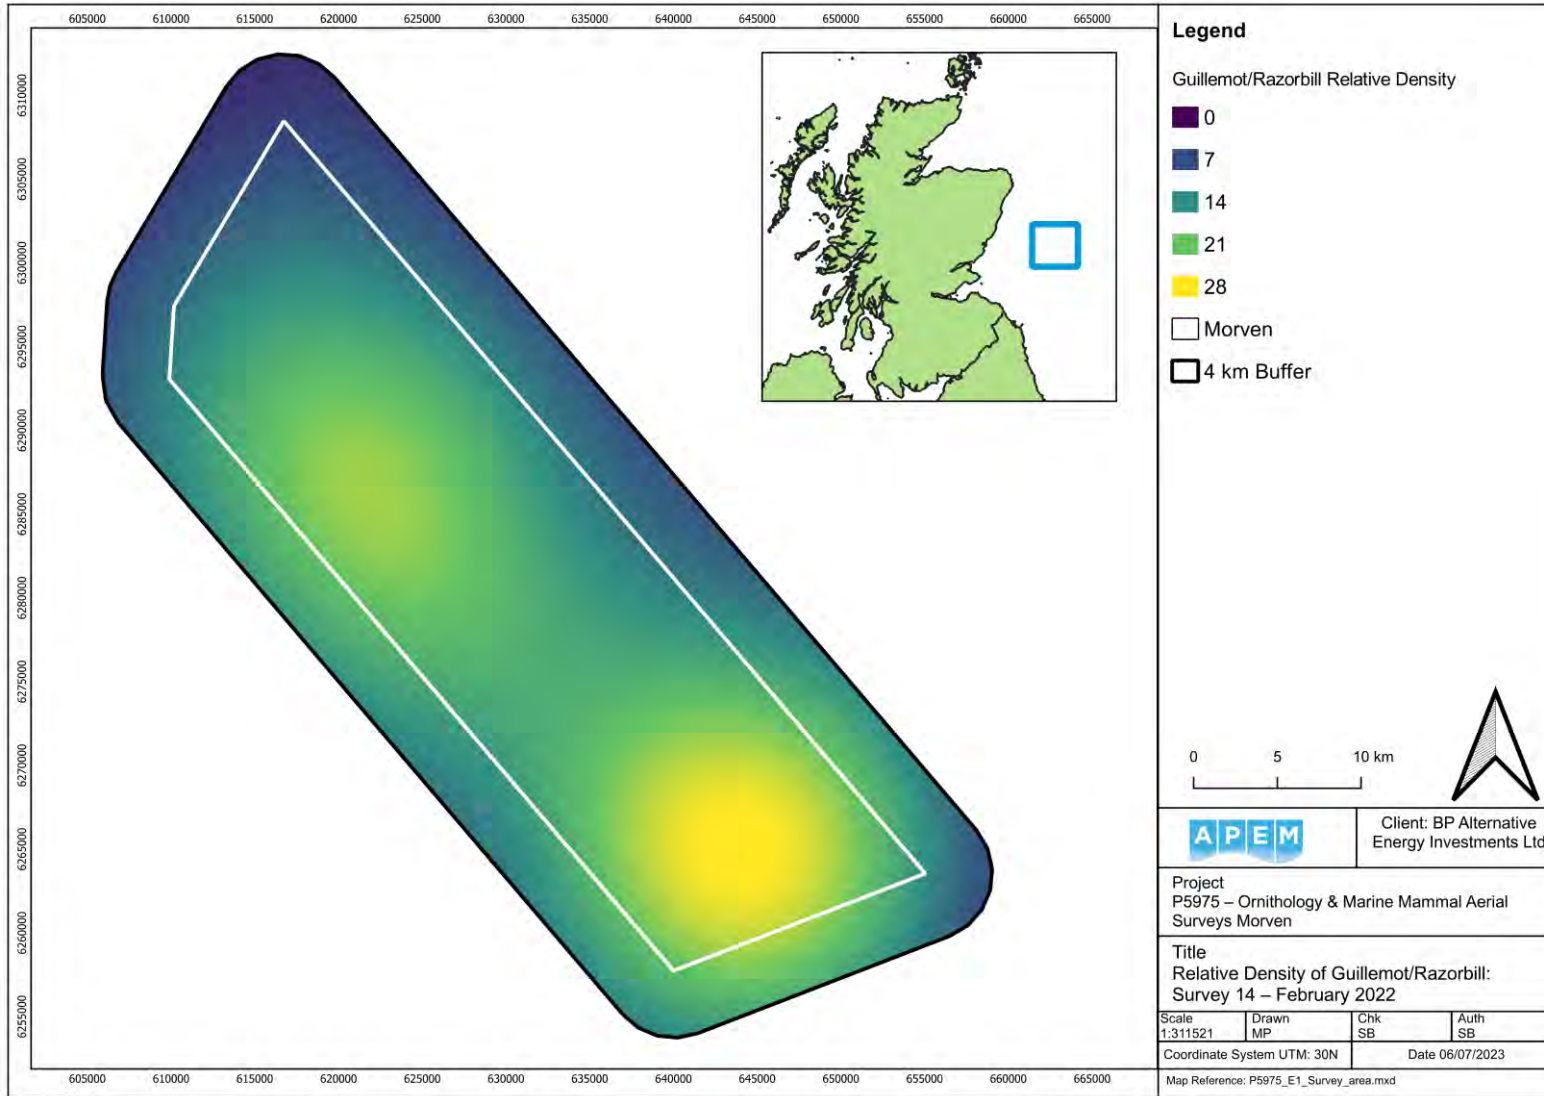 605000 610000 615000 620000 625000 630000 635000 640000 645000 650000 655000 660000 665000
6310000
6305000
6300000
6295000
6290000
6285000
6280000
6275000
6270000
6265000
6260000
6255000
605000 610000 615000 620000 625000 630000 635000 640000 645000 650000 655000 660000 665000
Legend
Guillemot/Razorbill Relative Density
0
7
14
21
28
Morven
4 km Buffer
0 5 10 km
APEM
Client: BP Alternative
Energy Investments Ltd
Project
P5975 – Ornithology & Marine Mammal Aerial
Surveys Morven
Title
Relative Density of Guillemot/Razorbill:
Survey 14 – February 2022
Scale Drawn Chk Auth
1:311521 MP SB SB
Coordinate System UTM: 30N Date 06/07/2023
Map Reference: P5975_E1_Survey_area.mxd